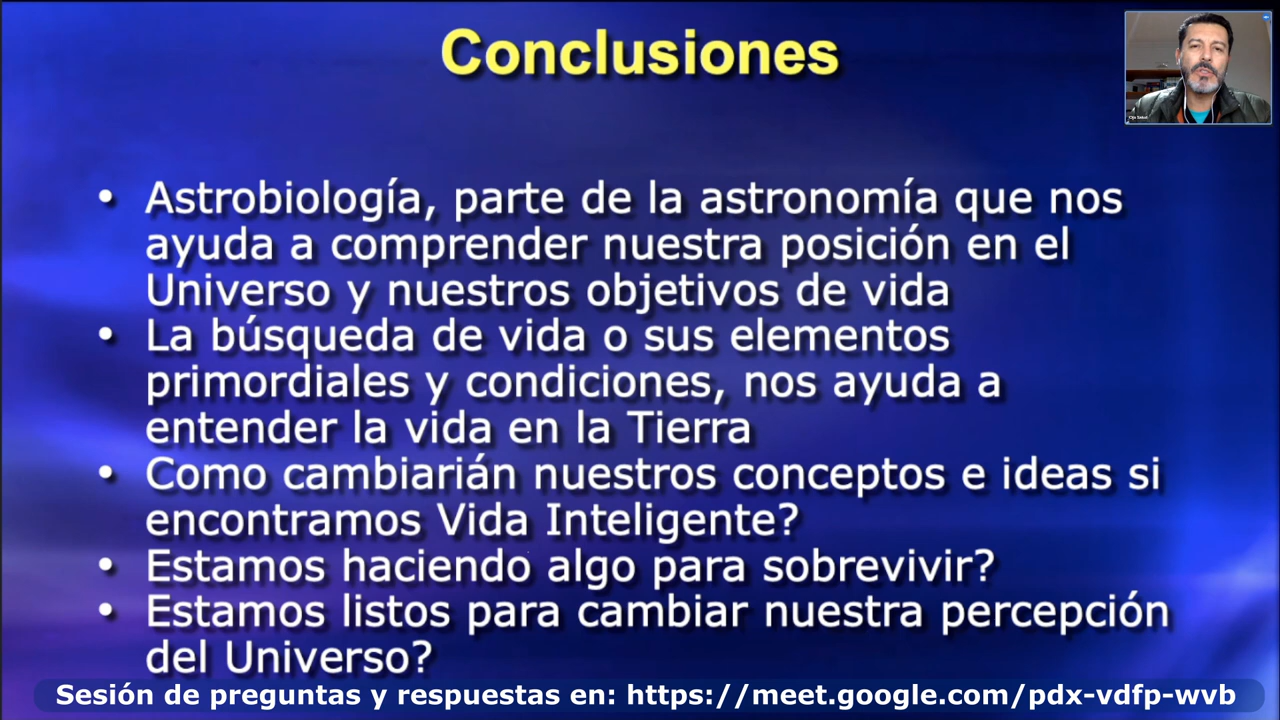 Conclusiones
• Astrobiología, parte de la astronomía que nos
ayuda a comprender nuestra posición en el
Universo y nuestros objetivos de vida
• La búsqueda de vida o sus elementos
primordiales y condiciones, nos ayuda a
entender la vida en la Tierra
• Como cambiarián nuestros conceptos e ideas si
encontramos Vida Inteligente?
• Estamos haciendo algo para sobrevivir?
• Estamos listos para cambiar nuestra percepción
del Universo?
Sesión de preguntas y respuestas en: https://meet.google.com/pdx-vdfp-wvb